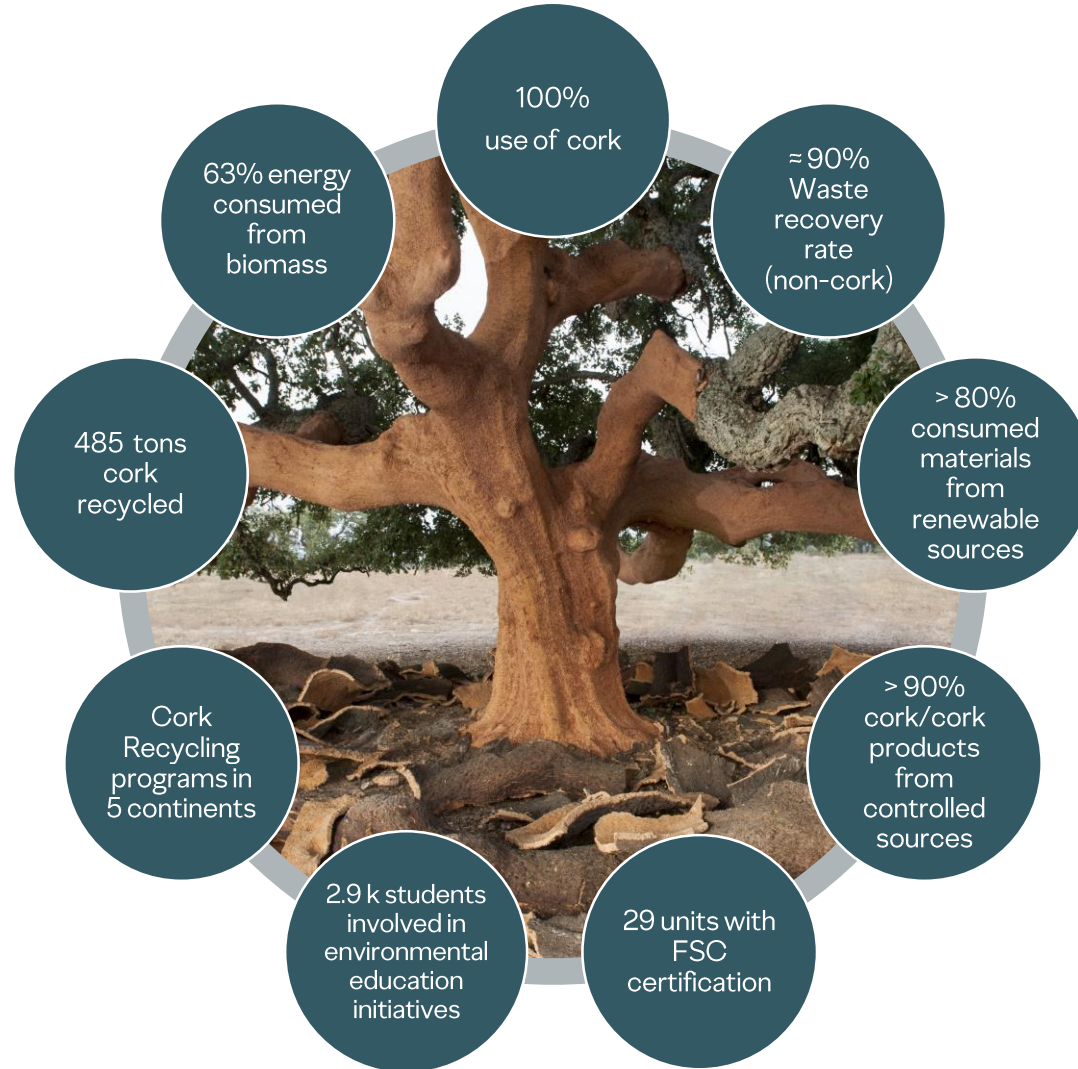 100%
use of cork
≈ 90%
Waste
recovery
rate
(non-cork)
> 80%
consumed
materials
from
renewable
sources
> 90%
cork/cork
products
from
controlled
sources
29 units with
FSC
certification
2.9 k students
involved in
environmental
education
initiatives
Cork
Recycling
programs in
5 continents
485 tons
cork
recycled
63% energy
consumed
from
biomass